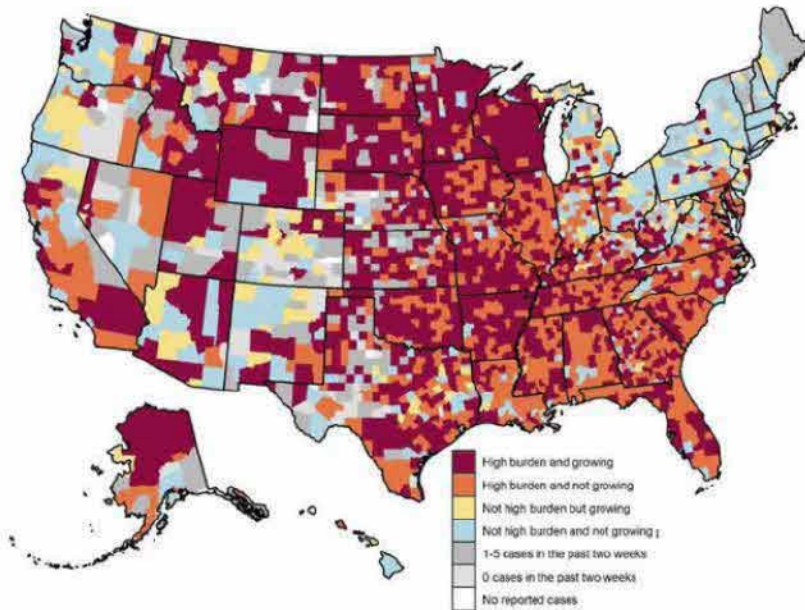 High burden and growing
High burden and not growing
Not high burden but growing
Not high burden and not growing
1-5 cases in the past two weeks
0 cases in the past two weeks
No reported cases